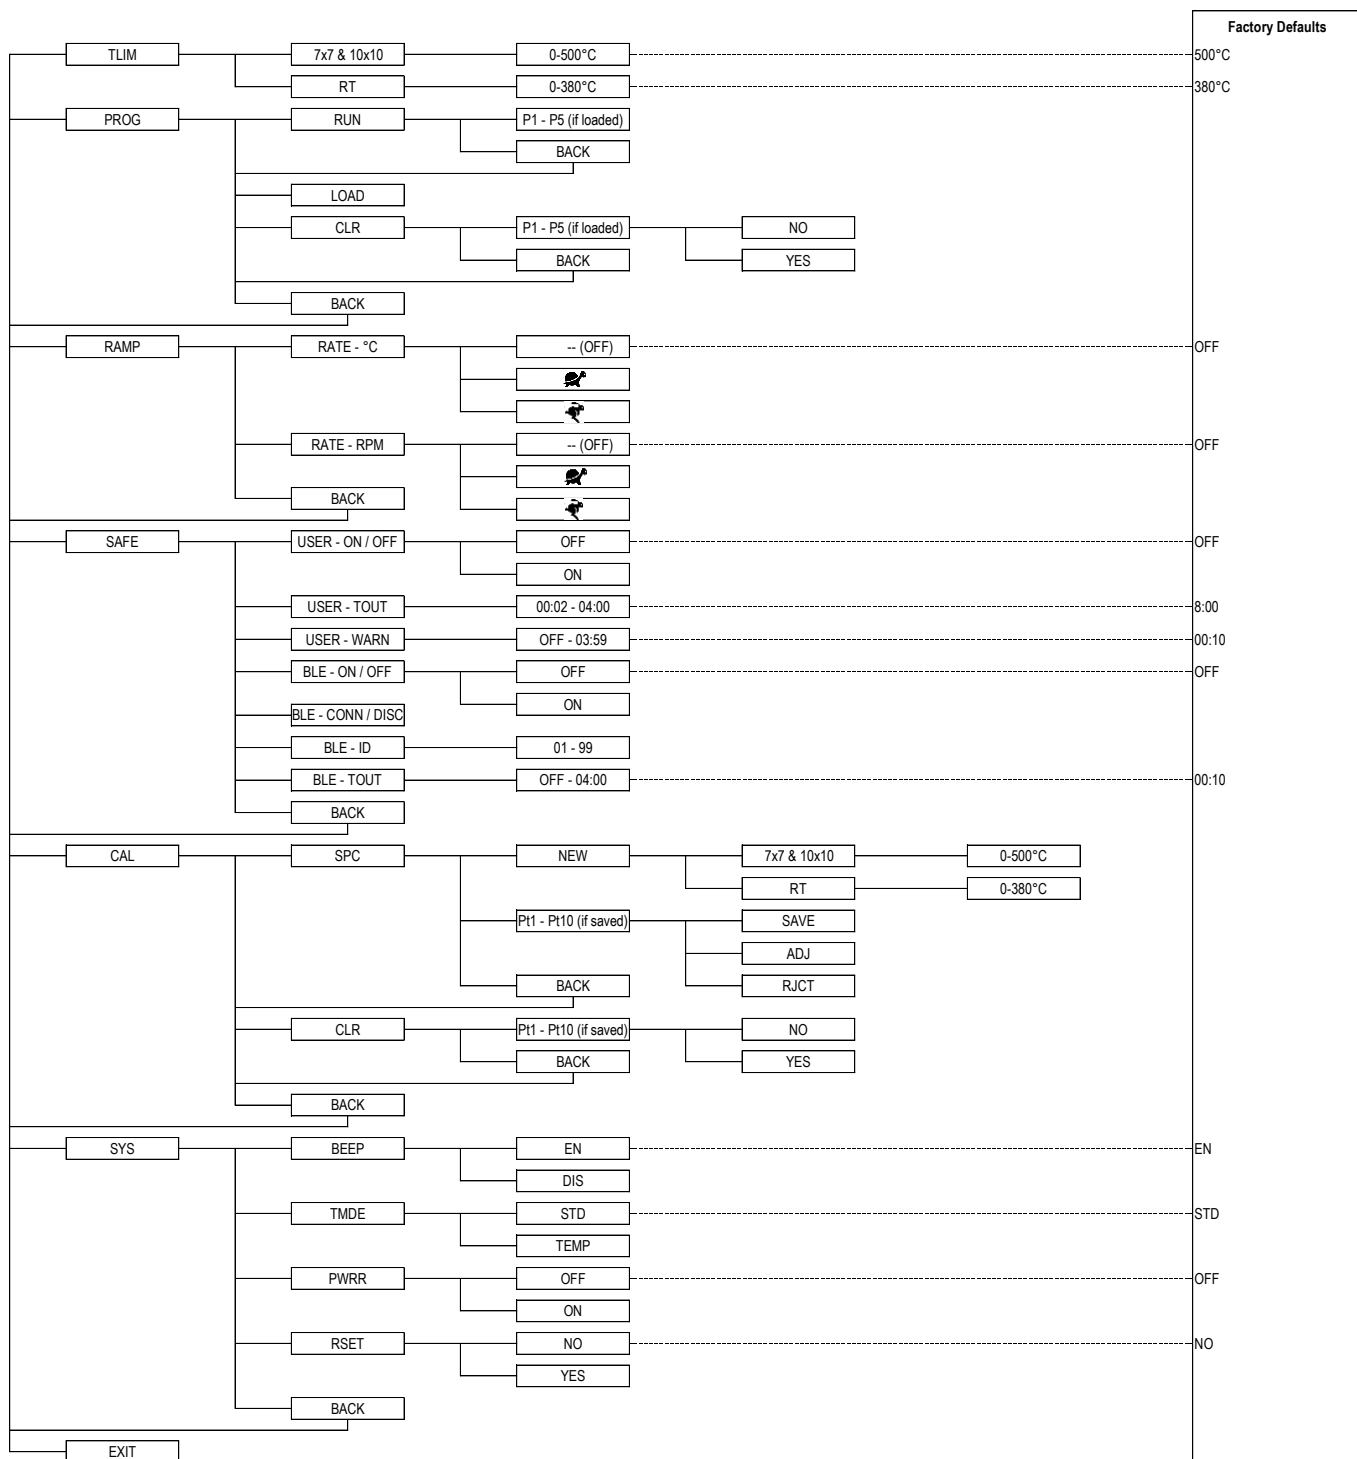 Factory Defaults
TLIM 7x7 & 10x10 0-500°C 500°C
RT 0-380°C 380°C
PROG RUN P1 - P5 (if loaded)
BACK
LOAD
CLR P1 - P5 (if loaded) NO
BACK YES
BACK
RAMP RATE - °C -- (OFF) OFF
RATE - RPM -- (OFF) OFF
BACK
SAFE USER - ON / OFF OFF OFF
ON
USER - TOUT 00:02 - 04:00 8:00
USER - WARN OFF - 03:59 00:10
BLE - ON / OFF OFF OFF
ON
BLE - CONN / DISC
BLE - ID 01 - 99
BLE - TOUT OFF - 04:00 00:10
BACK
CAL SPC NEW 7x7 & 10x10 0-500°C
RT 0-380°C
Pt1 - Pt10 (if saved) SAVE
ADJ
BACK RJCT
CLR Pt1 - Pt10 (if saved) NO
BACK YES
BACK
SYS BEEP EN EN
DIS
TMDE STD STD
TEMP
PWRR OFF OFF
ON
RSET NO NO
YES
BACK
EXIT